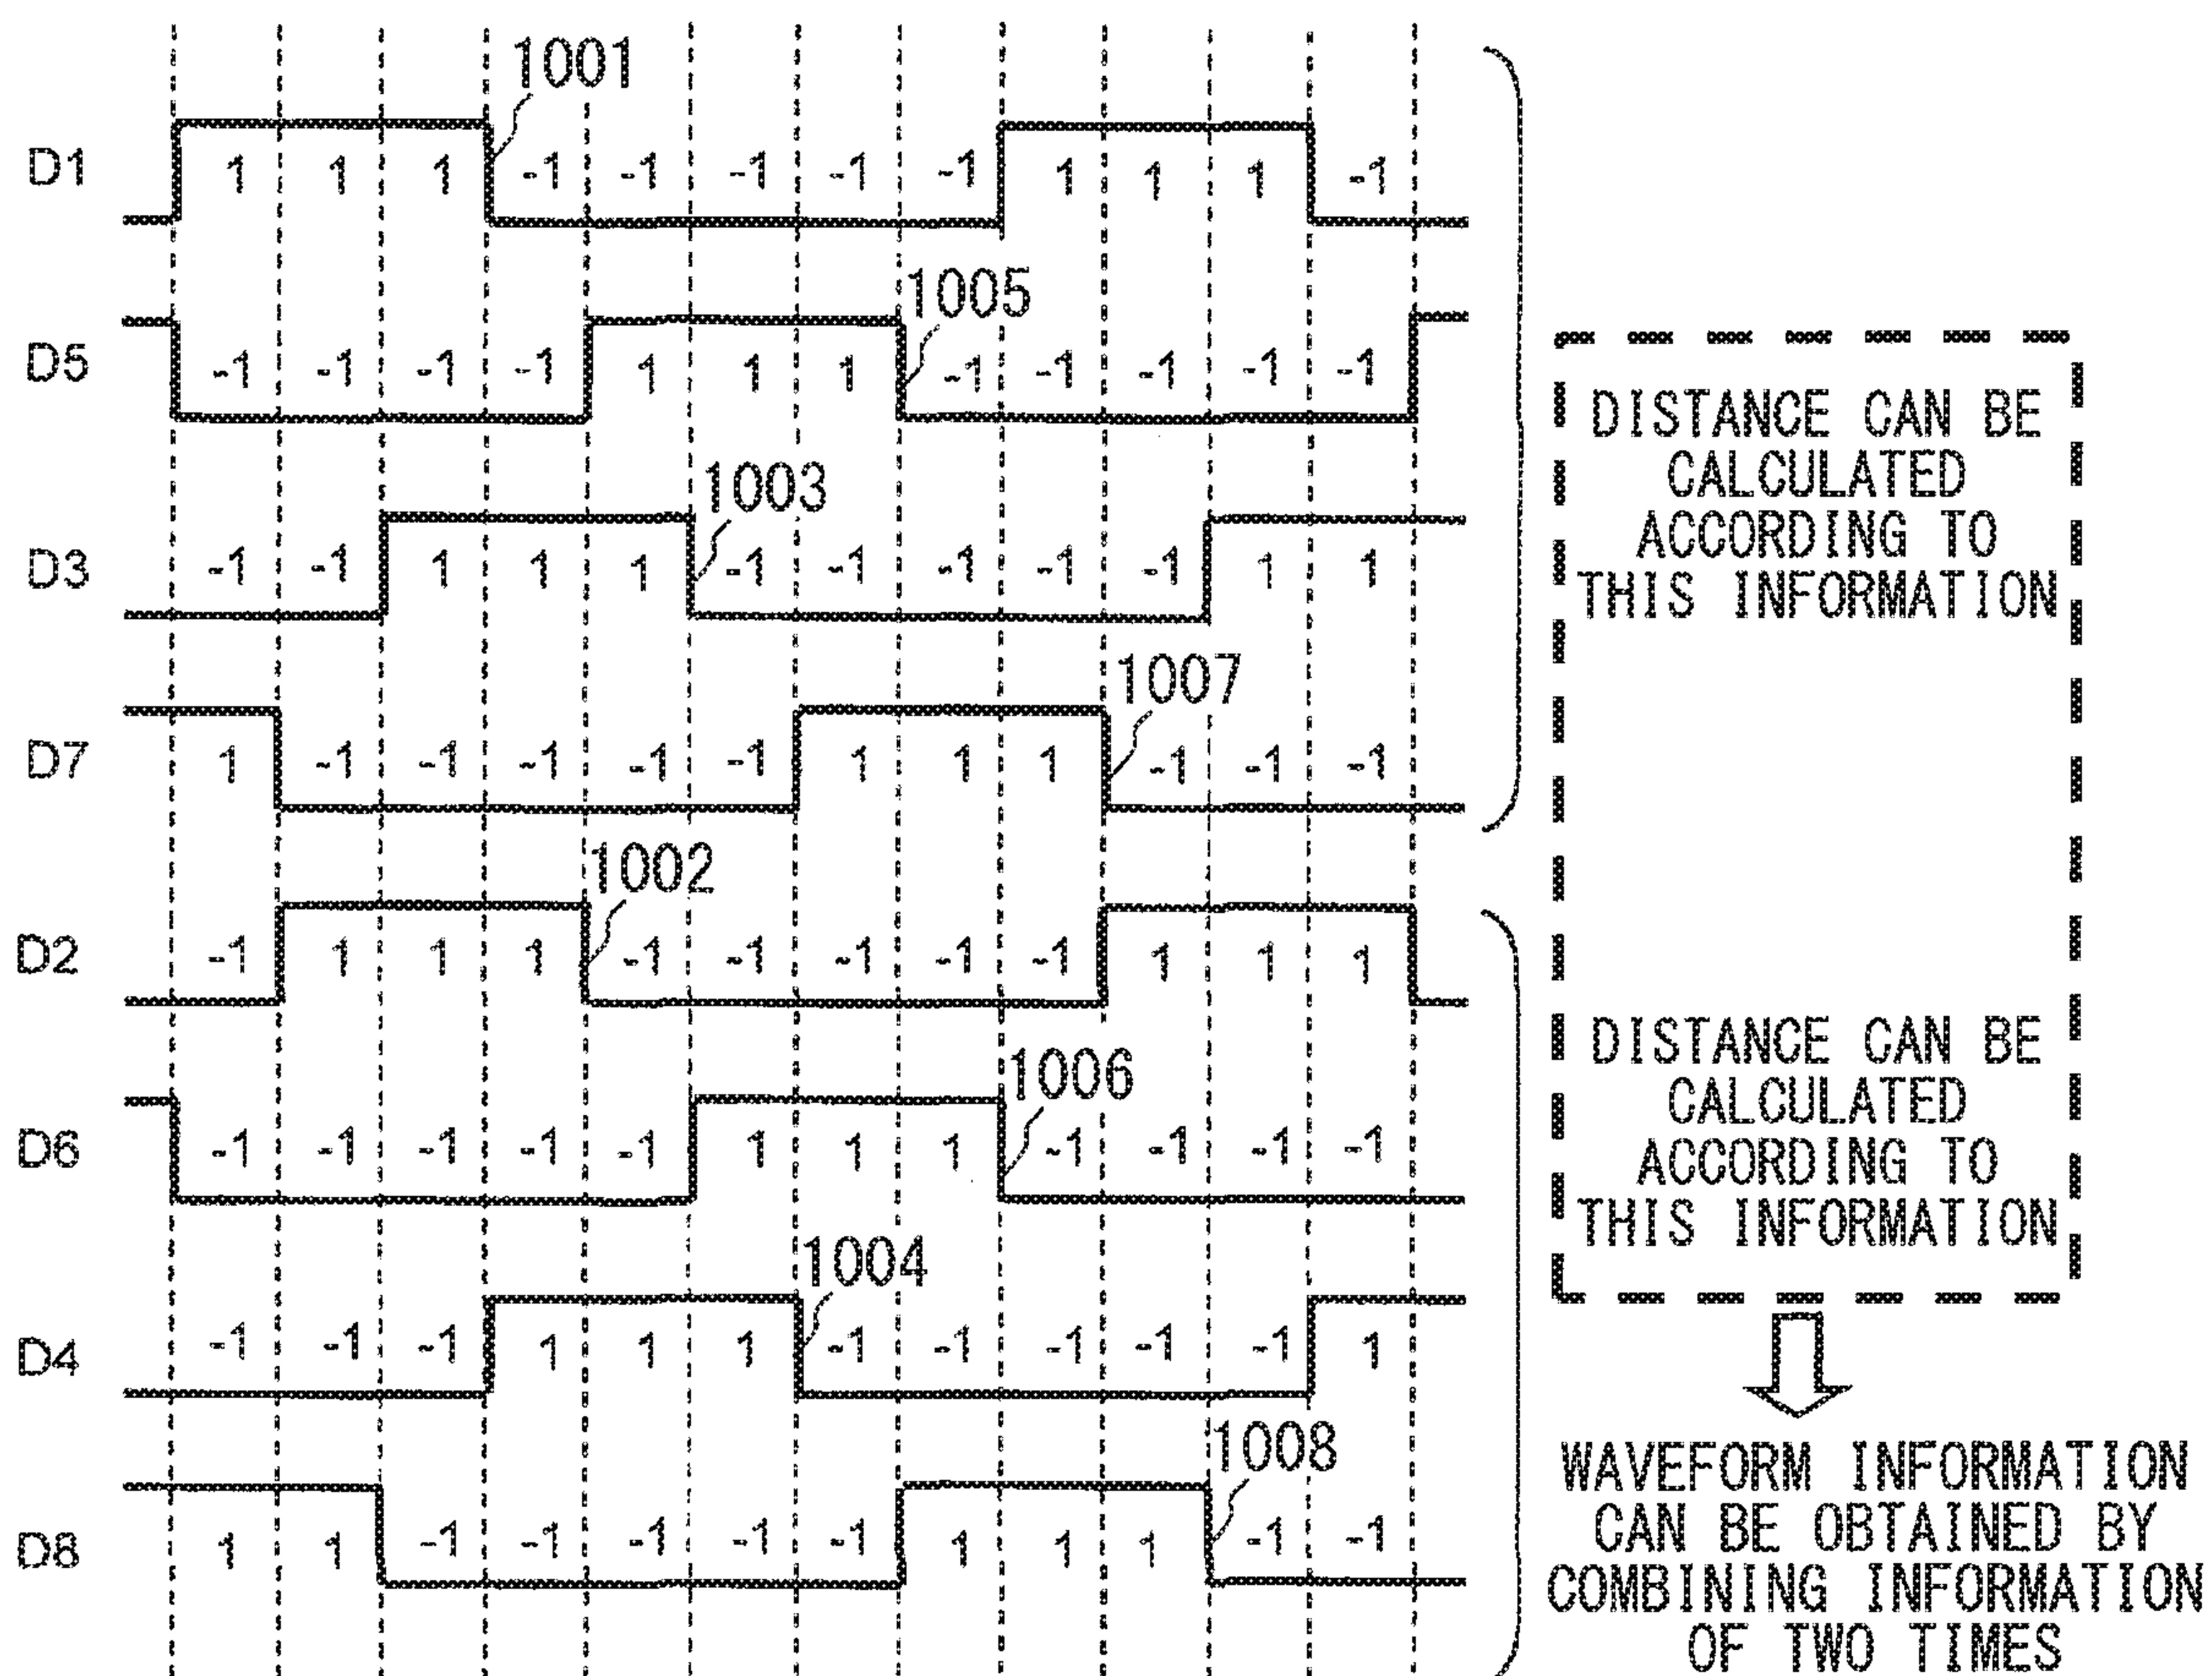 1001
D1 1 1 1 -1 -1 -1 -1 -1 1 1 1 -1
1005
D5 -1 -1 -1 -1 1 1 1 -1 -1 -1 -1 -1
1003
D3 -1 -1 1 1 1 -1 -1 -1 -1 -1 1 1
1007
D7 1 -1 -1 -1 -1 -1 1 1 1 -1 -1 -1
DISTANCE CAN BE
CALCULATED
ACCORDING TO
THIS INFORMATION
1002
D2 -1 1 1 1 -1 -1 -1 -1 -1 1 1 1
1006
D6 -1 -1 -1 -1 -1 1 1 1 -1 -1 -1 -1
1004
D4 -1 -1 -1 1 1 1 -1 -1 -1 -1 -1 1
1008
D8 1 1 -1 -1 -1 -1 -1 1 1 1 -1 -1
DISTANCE CAN BE
CALCULATED
ACCORDING TO
THIS INFORMATION
WAVEFORM INFORMATION
CAN BE OBTAINED BY
COMBINING INFORMATION
OF TWO TIMES